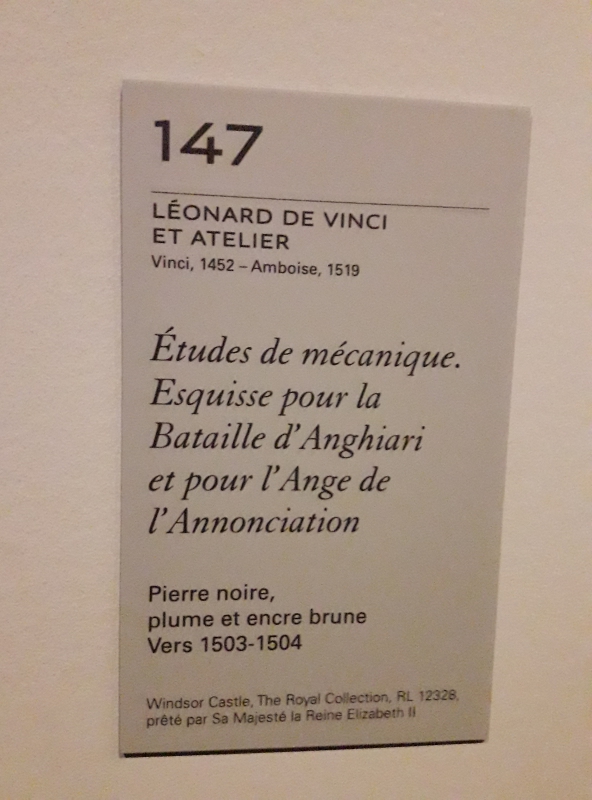 147
LÉONARD DE VINCI
ET ATELIER
Vinci, 1452 – Amboise, 1519
Études de mécanique.
Esquisse pour la
Bataille d'Anghiari
et pour l'Ange de
l'Annonciation
Pierre noire,
plume et encre brune
Vers 1503-1504
Windsor Castle, The Royal Collection, RL 12328,
prêté par Sa Majesté la Reine Elizabeth II